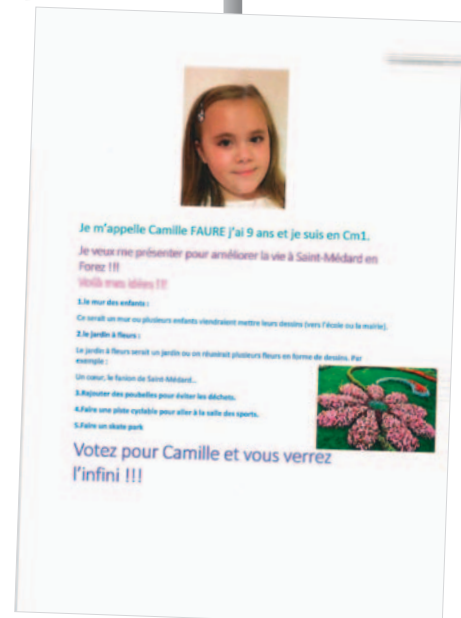 Je m'appelle Camille FAURE j'ai 9 ans et je suis en Cm1.
Je veux me présenter pour améliorer la vie à Saint-Médard en
Forez !!!
Voilà mes idées !!!
1.le mur des enfants :
Ce serait un mur ou plusieurs enfants viendraient mettre leurs dessins (vers l'école ou la mairie).
2.le jardin à fleurs :
Le jardin à fleurs serait un jardin ou on réunirait plusieurs fleurs en forme de dessins. Par
exemple :
Un cœur, le fanion de Saint-Médard...
3.Rajouter des poubelles pour éviter les déchets.
4.Faire une piste cyclable pour aller à la salle des sports.
5.Faire un skate park
Votez pour Camille et vous verrez
l'infini !!!